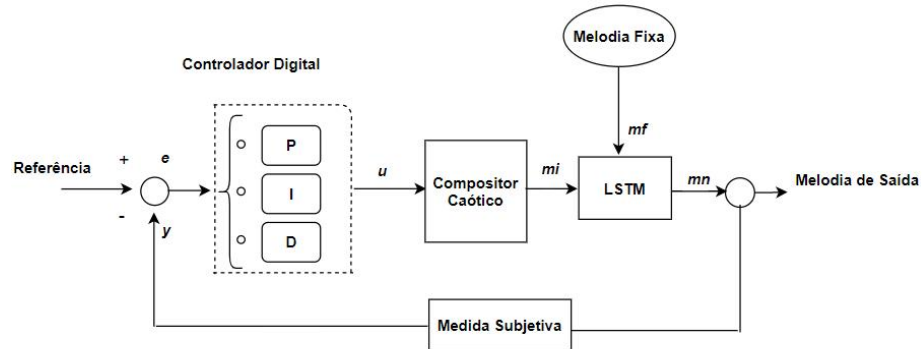 Melodia Fixa
Controlador Digital
mf
Referência
+
e
P
I
D
u
Compositor
Caótico
mi
LSTM
mn
Melodia de Saída
-
y
Medida Subjetiva